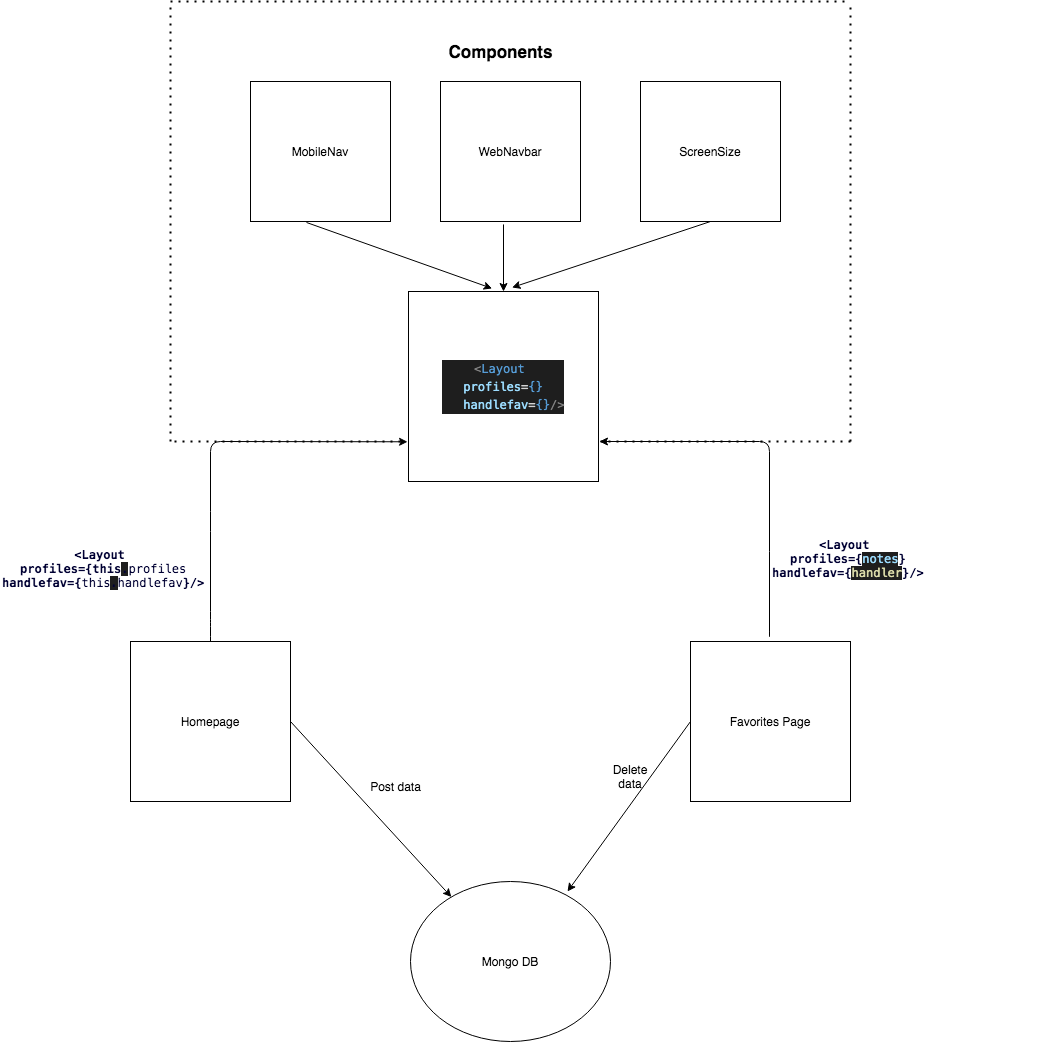 Components
MobileNav
WebNavbar
ScreenSize
<Layout
profiles={}
handlefav={}/>
<Layout
profiles={this.profiles
handlefav={this.handlefav}/>
<Layout
profiles={notes}
handlefav={handler}/>
Homepage
Favorites Page
Post data
Delete
data
Mongo DB